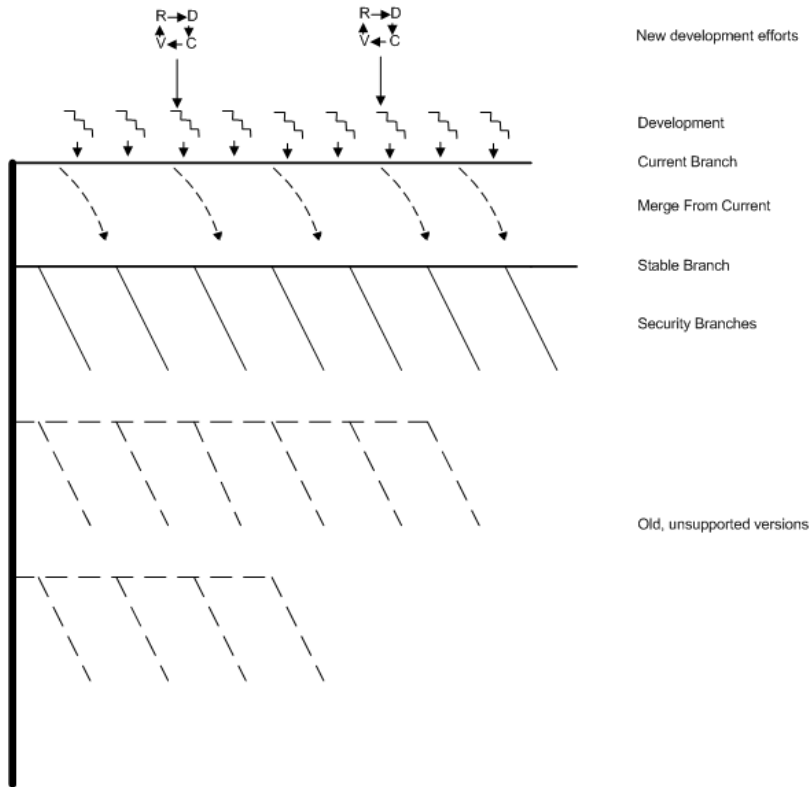 R D R D New development efforts
V C V C
Development
Current Branch
Merge From Current
Stable Branch
Security Branches
Old, unsupported versions